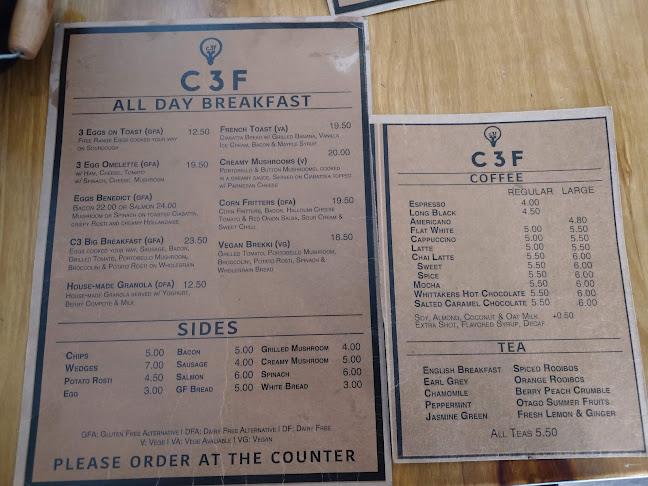 C3F
C3F
ALL DAY BREAKFAST
3 EGGS ON TOAST (GFA) 12.50
FREE RANGE EGGS COOKED YOUR WAY
ON SOURDOUGH
3 EGG OMELETTE (GFA) 19.50
W/ HAM, CHEESE, TOMATO
W/ SPINACH, CHEESE, MUSHROOM
EGGS BENEDICT (GFA)
BACON 22.00 OR SALMON 24.00
MUSHROOM OR SPINACH ON TOASTED CIABATTA,
CRISPY ROSTI AND CREAMY HOLLANDAISE
C3 BIG BREAKFAST (GFA) 23.50
EGGS COOKED YOUR WAY, SAUSAGE, BACON,
GRILLED TOMATO, PORTOBELLO MUSHROOM,
BROCCOLINI & POTATO ROSTI ON WHOLEGRAIN
HOUSE-MADE GRANOLA (DFA) 12.50
HOUSE-MADE GRANOLA SERVED W/ YOGHURT,
BERRY COMPOTE & MILK
FRENCH TOAST (VA) 19.50
CIABATTA BREAD W/ GRILLED BANANA, VANILLA
ICE CREAM, BACON & MAPLE SYRUP
20.00
CREAMY MUSHROOMS (V)
PORTOBELLO & BUTTON MUSHROOMS, COOKED
IN A CREAMY SAUCE, SERVED ON CIABATTA TOPPED
W/ PARMESAN CHEESE
CORN FRITTERS (DFA) 19.50
CORN FRITTERS, BACON, HALLOUMI CHEESE
TOMATO & RED ONION SALSA, SOUR CREAM &
SWEET CHILLI
18.50
VEGAN BREKKI (VG)
GRILLED TOMATO, PORTOBELLO MUSHROOM,
BROCCOLINI, POTATO ROSTI, SPINACH &
WHOLEGRAIN BREAD
SIDES
CHIPS 5.00
WEDGES 7.00
POTATO ROSTI 4.50
EGG 3.00
BACON 5.00
SAUSAGE 4.00
SALMON 6.00
GF BREAD 5.00
GRILLED MUSHROOM 4.00
CREAMY MUSHROOM 5.00
SPINACH 6.00
WHITE BREAD 3.00
GFA: GLUTEN FREE ALTERNATIVE | DFA: DAIRY FREE ALTERNATIVE | DF: DAIRY FREE
V: VEGE | VA: VEGE AVALIABLE | VG: VEGAN
PLEASE ORDER AT THE COUNTER
C3F
COFFEE
REGULAR LARGE
ESPRESSO 4.00
LONG BLACK 4.50
AMERICANO 4.80
FLAT WHITE 5.00 5.50
CAPPUCCINO 5.00 5.50
LATTE 5.00 5.50
CHAI LATTE 5.50 6.00
SWEET 5.50 6.00
SPICE 5.50 6.00
MOCHA 5.50 6.00
WHITTAKERS HOT CHOCOLATE 5.50 6.00
SALTED CARAMEL CHOCOLATE 5.50 6.00
SOY, ALMOND, COCONUT & OAT MILK +0.50
EXTRA SHOT, FLAVORED SYRUP, DECAF
TEA
ENGLISH BREAKFAST SPICED ROOIBOS
EARL GREY ORANGE ROOIBOS
CHAMOMILE BERRY PEACH CRUMBLE
PEPPERMINT OTAGO SUMMER FRUITS
JASMINE GREEN FRESH LEMON & GINGER
ALL TEAS 5.50